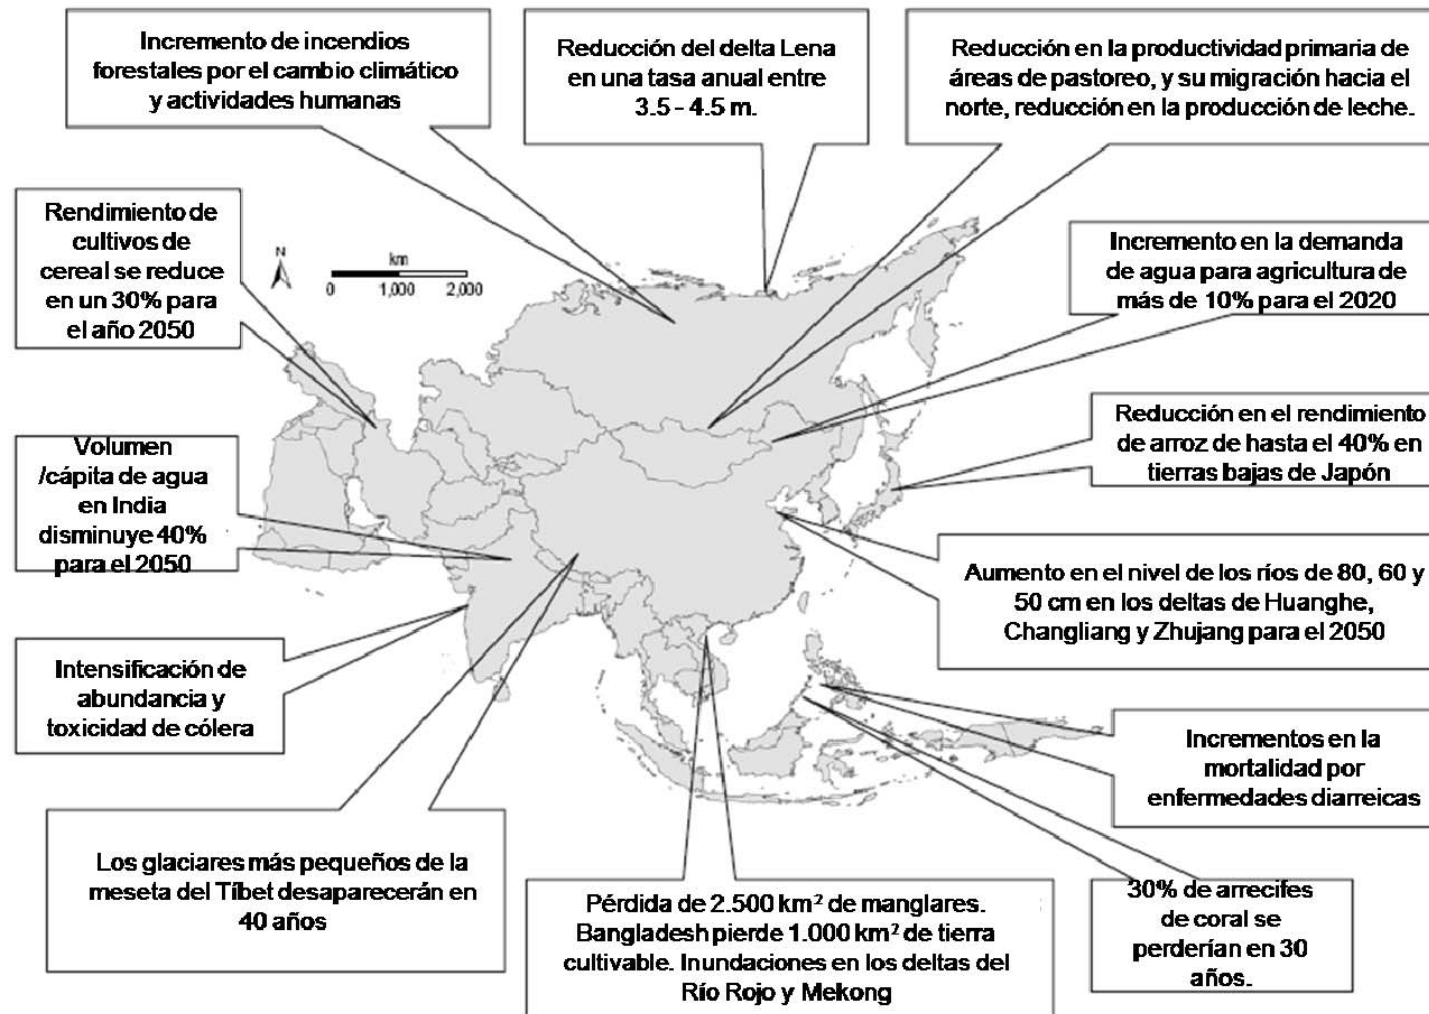 Incremento de incendios
forestales por el cambio climático
y actividades humanas
Reducción del delta Lena
en una tasa anual entre
3.5 - 4.5 m.
Reducción en la productividad primaria de
áreas de pastoreo, y su migración hacia el
norte, reducción en la producción de leche.
Rendimiento de
cultivos de
cereal se reduce
en un 30% para
el año 2050
N
km
0 1,000 2,000
Incremento en la demanda
de agua para agricultura de
más de 10% para el 2020
Volumen
/cápita de agua
en India
disminuye 40%
para el 2050
Reducción en el rendimiento
de arroz de hasta el 40% en
tierras bajas de Japón
Aumento en el nivel de los ríos de 80, 60 y
50 cm en los deltas de Huanghe,
Changliang y Zhujang para el 2050
Intensificación de
abundancia y
toxicidad de cólera
Incrementos en la
mortalidad por
enfermedades diarreicas
Los glaciares más pequeños de la
meseta del Tíbet desaparecerán en
40 años
Pérdida de 2.500 km² de manglares.
Bangladesh pierde 1.000 km² de tierra
cultivable. Inundaciones en los deltas del
Río Rojo y Mekong
30% de arrecifes
de coral se
perderían en 30
años.